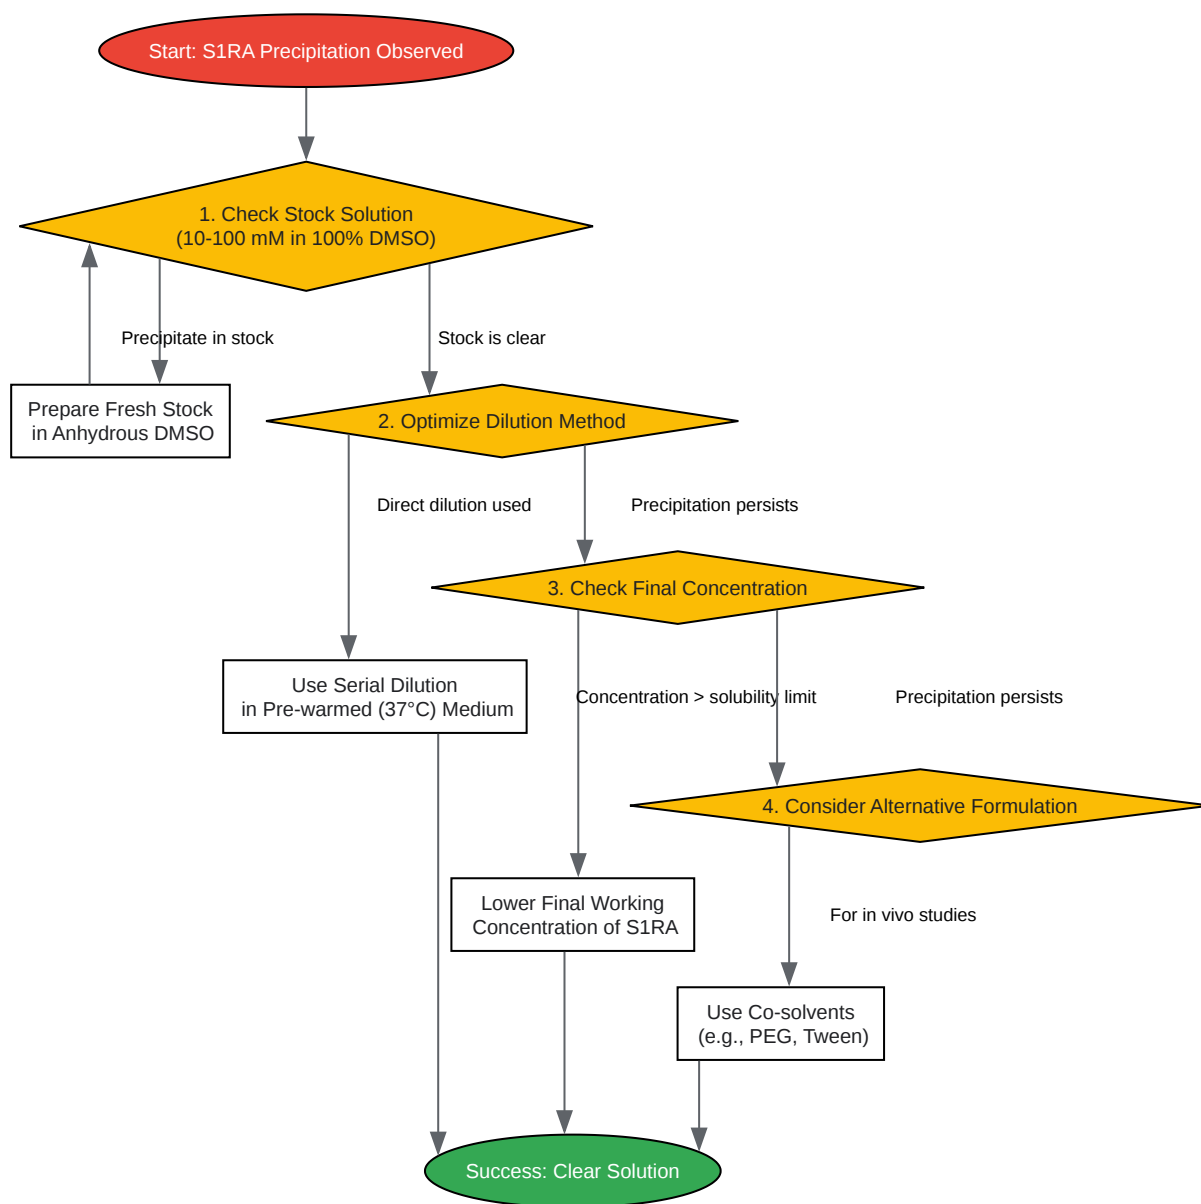 Start: S1RA Precipitation Observed
1. Check Stock Solution
(10-100 mM in 100% DMSO)
Precipitate in stock
Stock is clear
Prepare Fresh Stock
in Anhydrous DMSO
2. Optimize Dilution Method
Direct dilution used
Precipitation persists
3. Check Final Concentration
Use Serial Dilution
in Pre-warmed (37°C) Medium
Concentration > solubility limit
Precipitation persists
4. Consider Alternative Formulation
Lower Final Working
Concentration of S1RA
For in vivo studies
Use Co-solvents
(e.g., PEG, Tween)
Success: Clear Solution